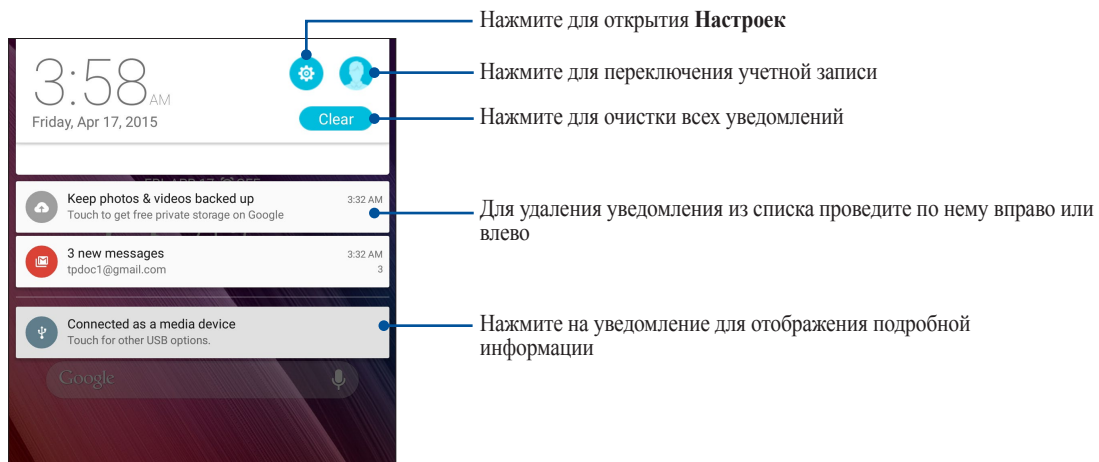 Нажмите для открытия Настроек
3:58 AM
Нажмите для переключения учетной записи
Friday, Apr 17, 2015
Clear
Нажмите для очистки всех уведомлений
Keep photos & videos backed up
3:32 AM
Touch to get free private storage on Google
Для удаления уведомления из списка проведите по нему вправо или
влево
3 new messages
3:32 AM
tpdoc1@gmail.com
3
Connected as a media device
Touch for other USB options.
Нажмите на уведомление для отображения подробной
информации
Google